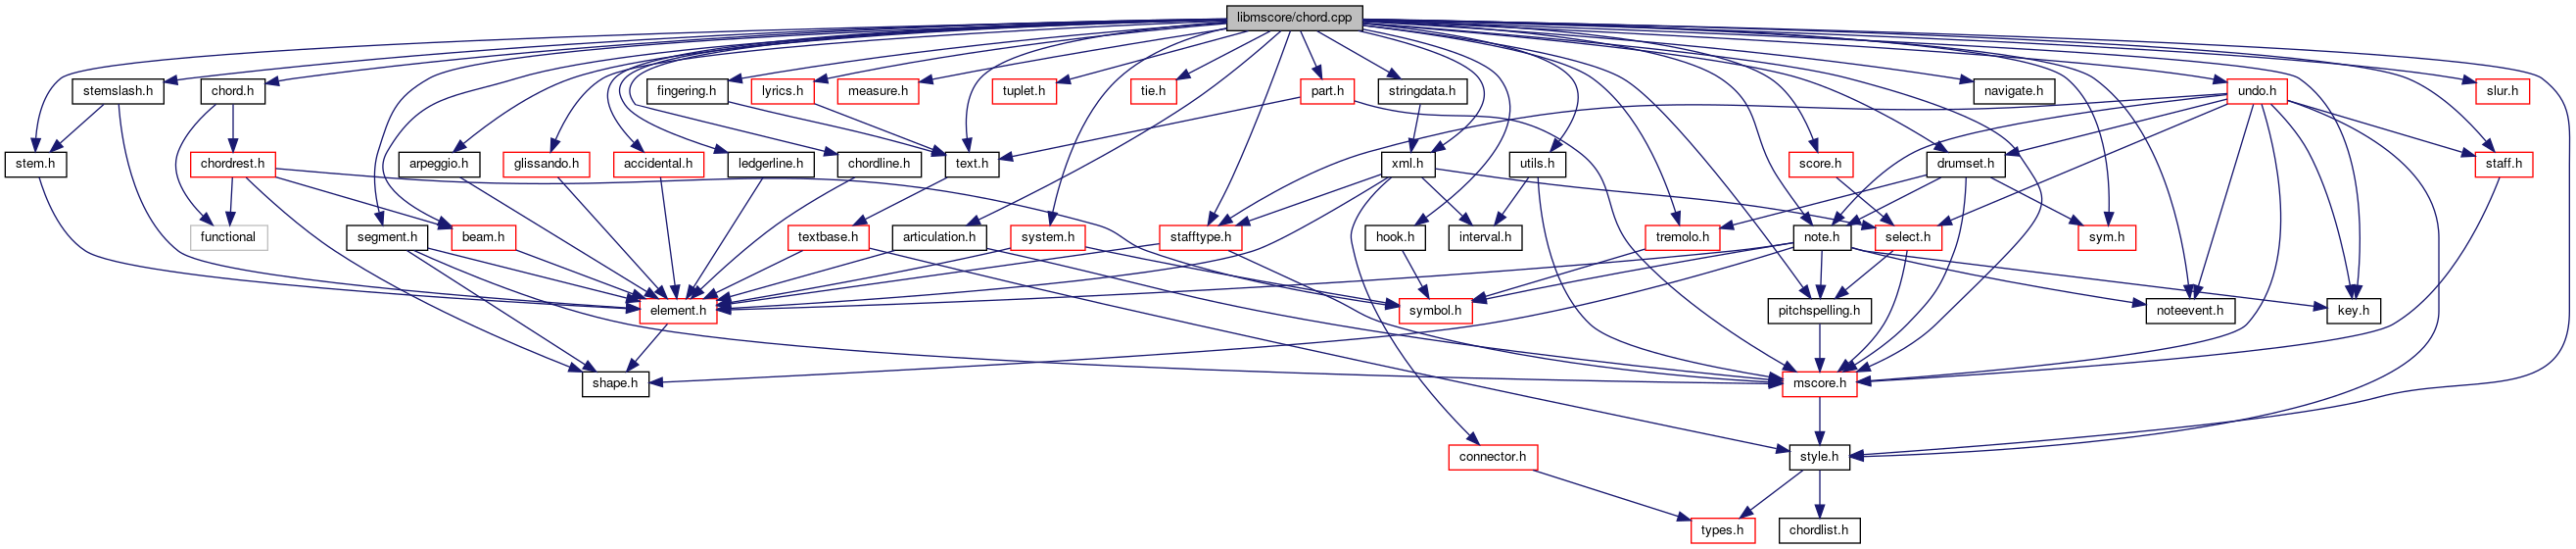 libmscore/chord.cpp
stemslash.h
chord.h
fingering.h
lyrics.h
measure.h
tuplet.h
tie.h
part.h
stringdata.h
navigate.h
undo.h
slur.h
stem.h
chordrest.h
arpeggio.h
glissando.h
accidental.h
ledgerline.h
chordline.h
text.h
xml.h
utils.h
score.h
drumset.h
staff.h
functional
segment.h
beam.h
textbase.h
articulation.h
system.h
stafftype.h
hook.h
interval.h
tremolo.h
note.h
select.h
sym.h
element.h
symbol.h
pitchspelling.h
noteevent.h
key.h
shape.h
mscore.h
connector.h
style.h
types.h
chordlist.h